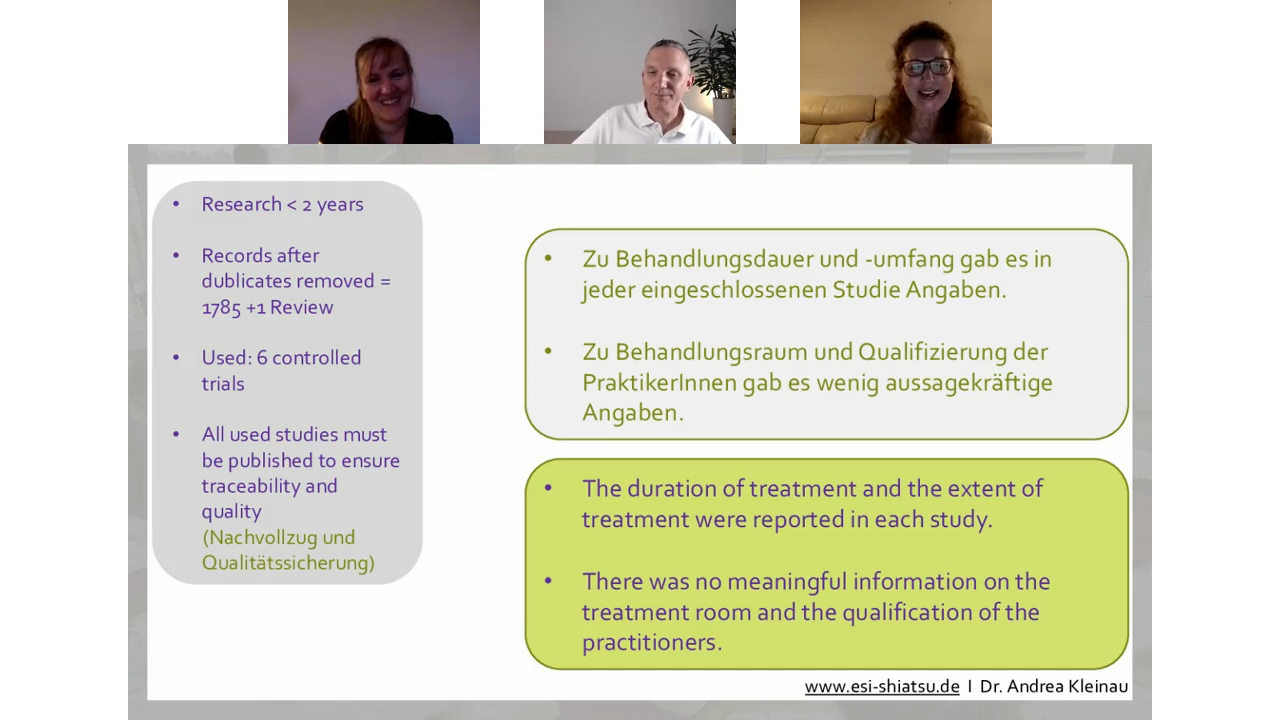 • Research < 2 years
• Records after
dublicates removed =
1785 +1 Review
• Used: 6 controlled
trials
• All used studies must
be published to ensure
traceability and
quality
(Nachvollzug und
Qualitätssicherung)
• Zu Behandlungsdauer und -umfang gab es in
jeder eingeschlossenen Studie Angaben.
• Zu Behandlungsraum und Qualifizierung der
PraktikerInnen gab es wenig aussagekräftige
Angaben.
• The duration of treatment and the extent of
treatment were reported in each study.
• There was no meaningful information on the
treatment room and the qualification of the
practitioners.
www.esi-shiatsu.de I Dr. Andrea Kleinau